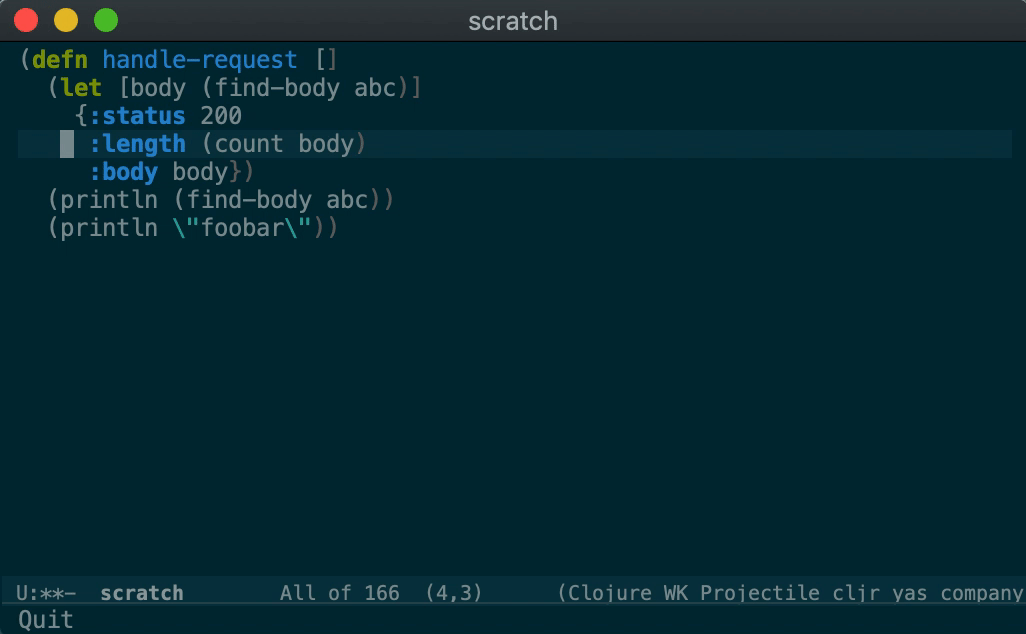 scratch
(defn handle-request []
  (let [body (find-body abc)]
    {:status 200
     :length (count body)
     :body body})
  (println (find-body abc))
  (println \"foobar\"))
U:**-  scratch        All of 166  (4,3)      (Clojure WK Projectile cljr yas company
Quit